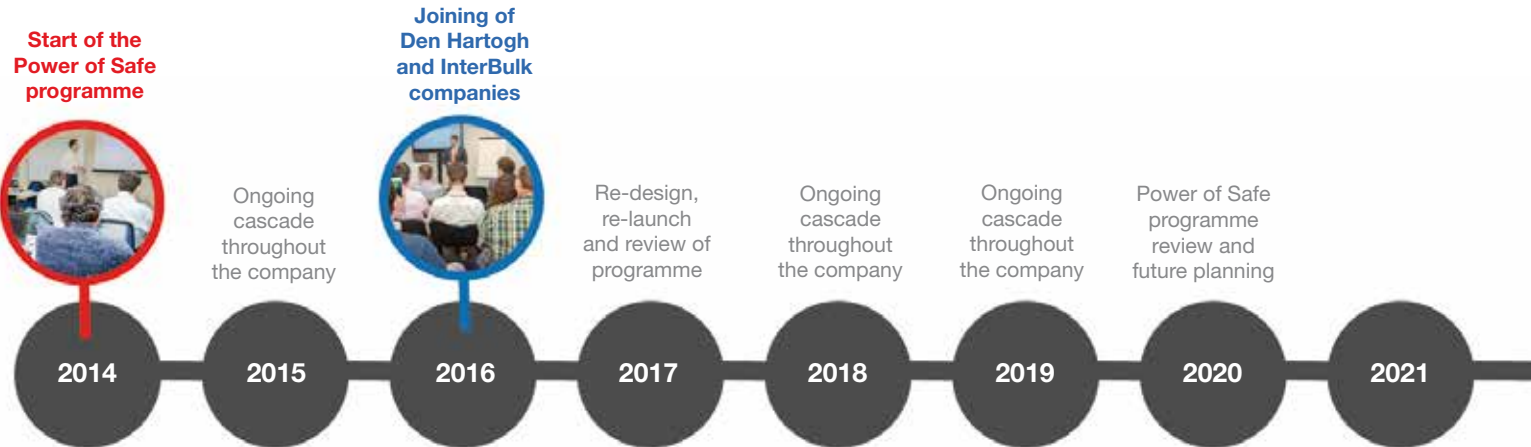 Start of the
Power of Safe
programme
Joining of
Den Hartogh
and InterBulk
companies
Ongoing
cascade
throughout
the company
Re-design,
re-launch
and review of
programme
Ongoing
cascade
throughout
the company
Ongoing
cascade
throughout
the company
Power of Safe
programme
review and
future planning
2014
2015
2016
2017
2018
2019
2020
2021